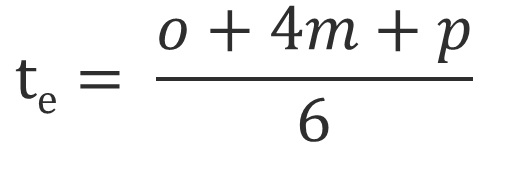 tₑ = (o + 4m + p) / 6